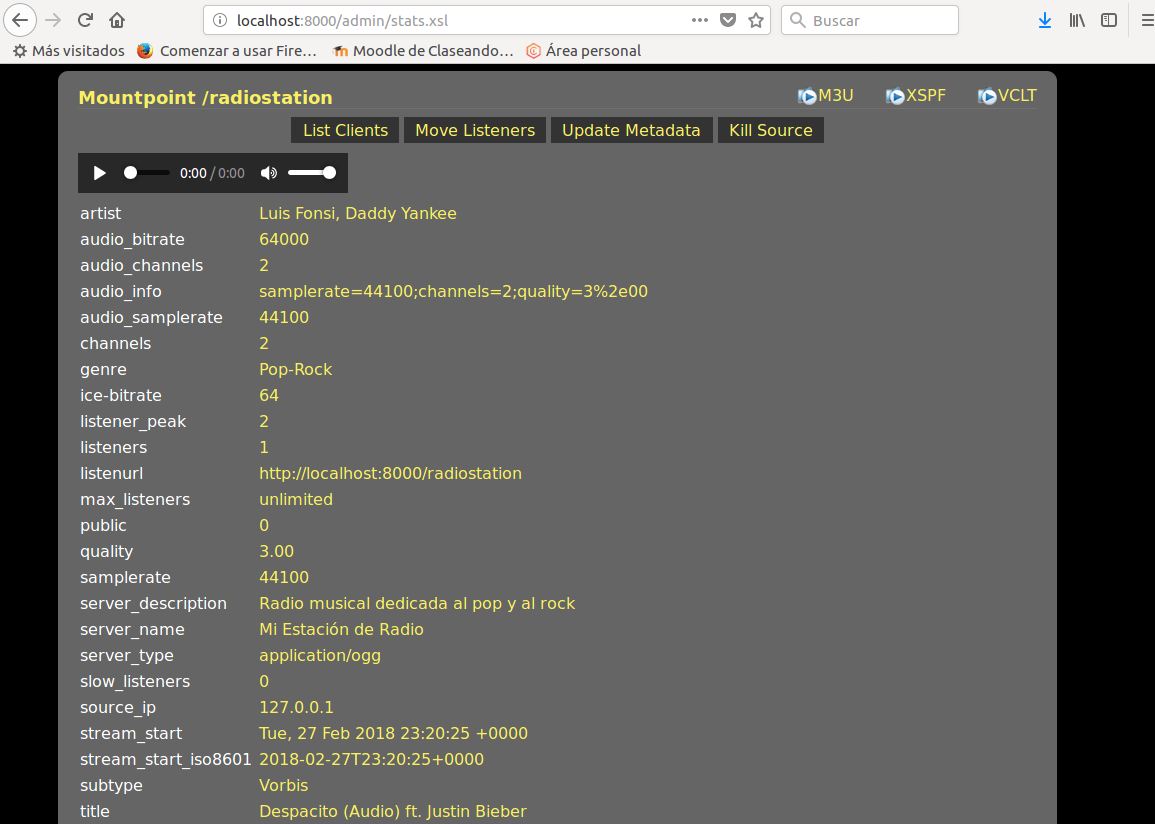 localhost:8000/admin/stats.xsl
Buscar
Más visitados Comenzar a usar Fire… Moodle de Claseando… Área personal
Mountpoint /radiostation M3U XSPF VCLT
List Clients Move Listeners Update Metadata Kill Source
0:00 / 0:00
artist Luis Fonsi, Daddy Yankee
audio_bitrate 64000
audio_channels 2
audio_info samplerate=44100;channels=2;quality=3%2e00
audio_samplerate 44100
channels 2
genre Pop-Rock
ice-bitrate 64
listener_peak 2
listeners 1
listenurl http://localhost:8000/radiostation
max_listeners unlimited
public 0
quality 3.00
samplerate 44100
server_description Radio musical dedicada al pop y al rock
server_name Mi Estación de Radio
server_type application/ogg
slow_listeners 0
source_ip 127.0.0.1
stream_start Tue, 27 Feb 2018 23:20:25 +0000
stream_start_iso8601 2018-02-27T23:20:25+0000
subtype Vorbis
title Despacito (Audio) ft. Justin Bieber